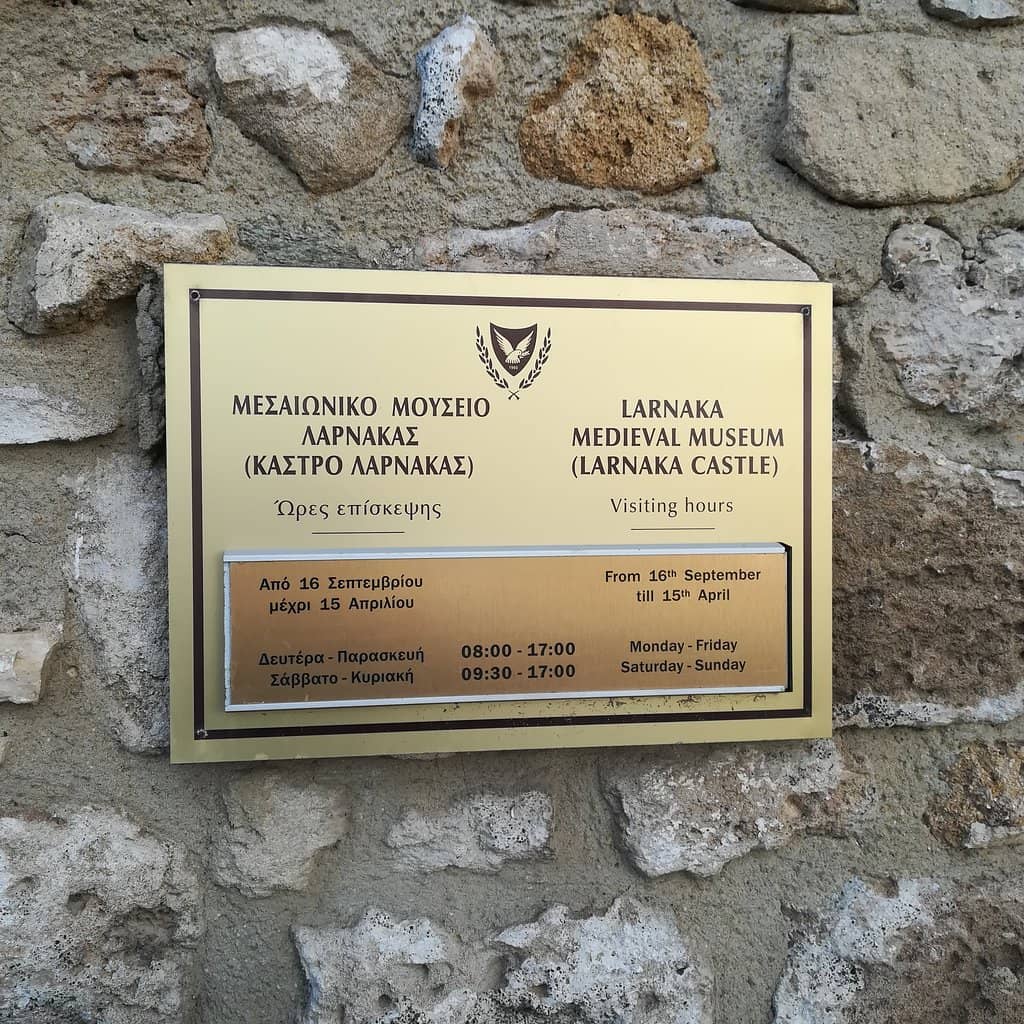 ΜΕΣΑΙΩΝΙΚΟ ΜΟΥΣΕΙΟ
ΛΑΡΝΑΚΑΣ
(ΚΑΣΤΡΟ ΛΑΡΝΑΚΑΣ)
Ώρες επίσκεψης
LARNAKA
MEDIEVAL MUSEUM
(LARNAKA CASTLE)
Visiting hours
Από 16 Σεπτεμβρίου
μέχρι 15 Απριλίου
From 16th September
till 15th April
Δευτέρα - Παρασκευή 08:00 - 17:00 Monday - Friday
Σάββατο - Κυριακή 09:30 - 17:00 Saturday - Sunday